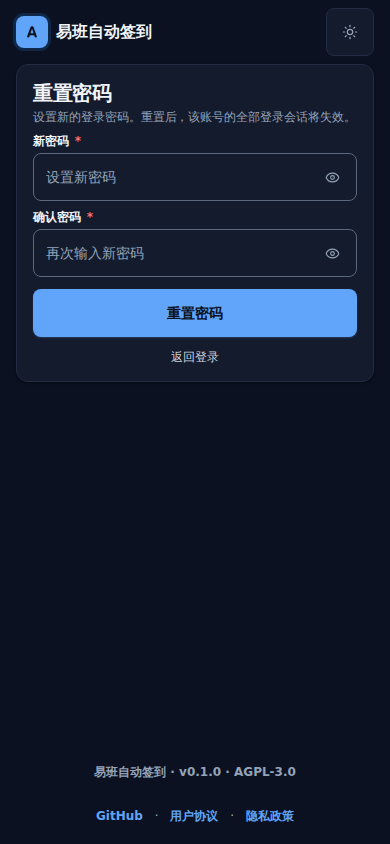 A 易班自动签到
重置密码
设置新的登录密码。重置后，该账号的全部登录会话将失效。
新密码 *
设置新密码
确认密码 *
再次输入新密码
重置密码
返回登录
易班自动签到 · v0.1.0 · AGPL-3.0
GitHub · 用户协议 · 隐私政策